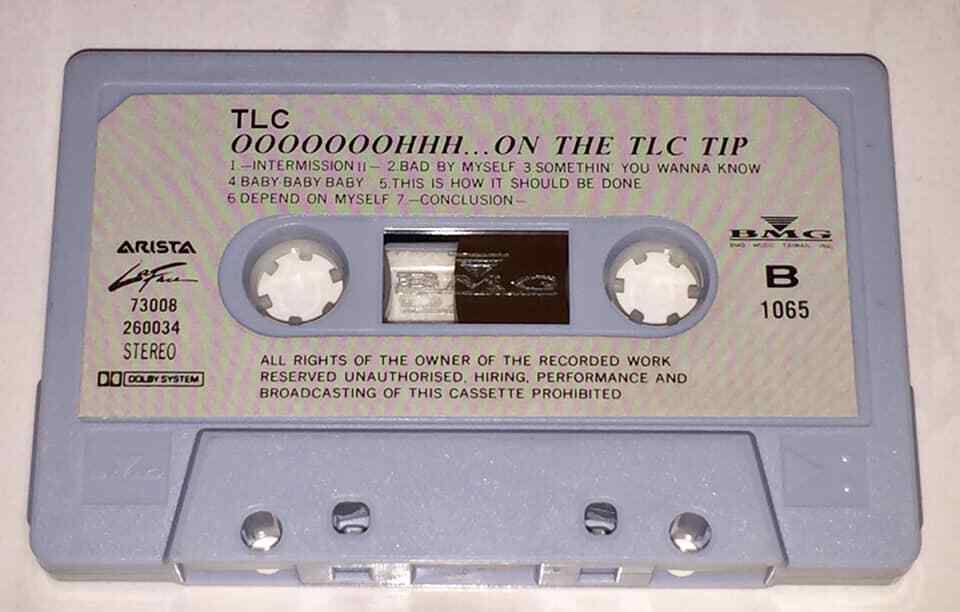 TLC
OOOOOOOHHH...ON THE TLC TIP
1.—INTERMISSION II— 2.BAD BY MYSELF 3.SOMETHIN' YOU WANNA KNOW
4 BABY-BABY-BABY 5.THIS IS HOW IT SHOULD BE DONE
6 DEPEND ON MYSELF 7.—CONCLUSION—
ARISTA
LaFace
73008
260034
STEREO
DOLBY SYSTEM
BMG
BMG MUSIC TAIWAN, INC.
B
1065
BMG
ALL RIGHTS OF THE OWNER OF THE RECORDED WORK
RESERVED UNAUTHORISED, HIRING, PERFORMANCE AND
BROADCASTING OF THIS CASSETTE PROHIBITED